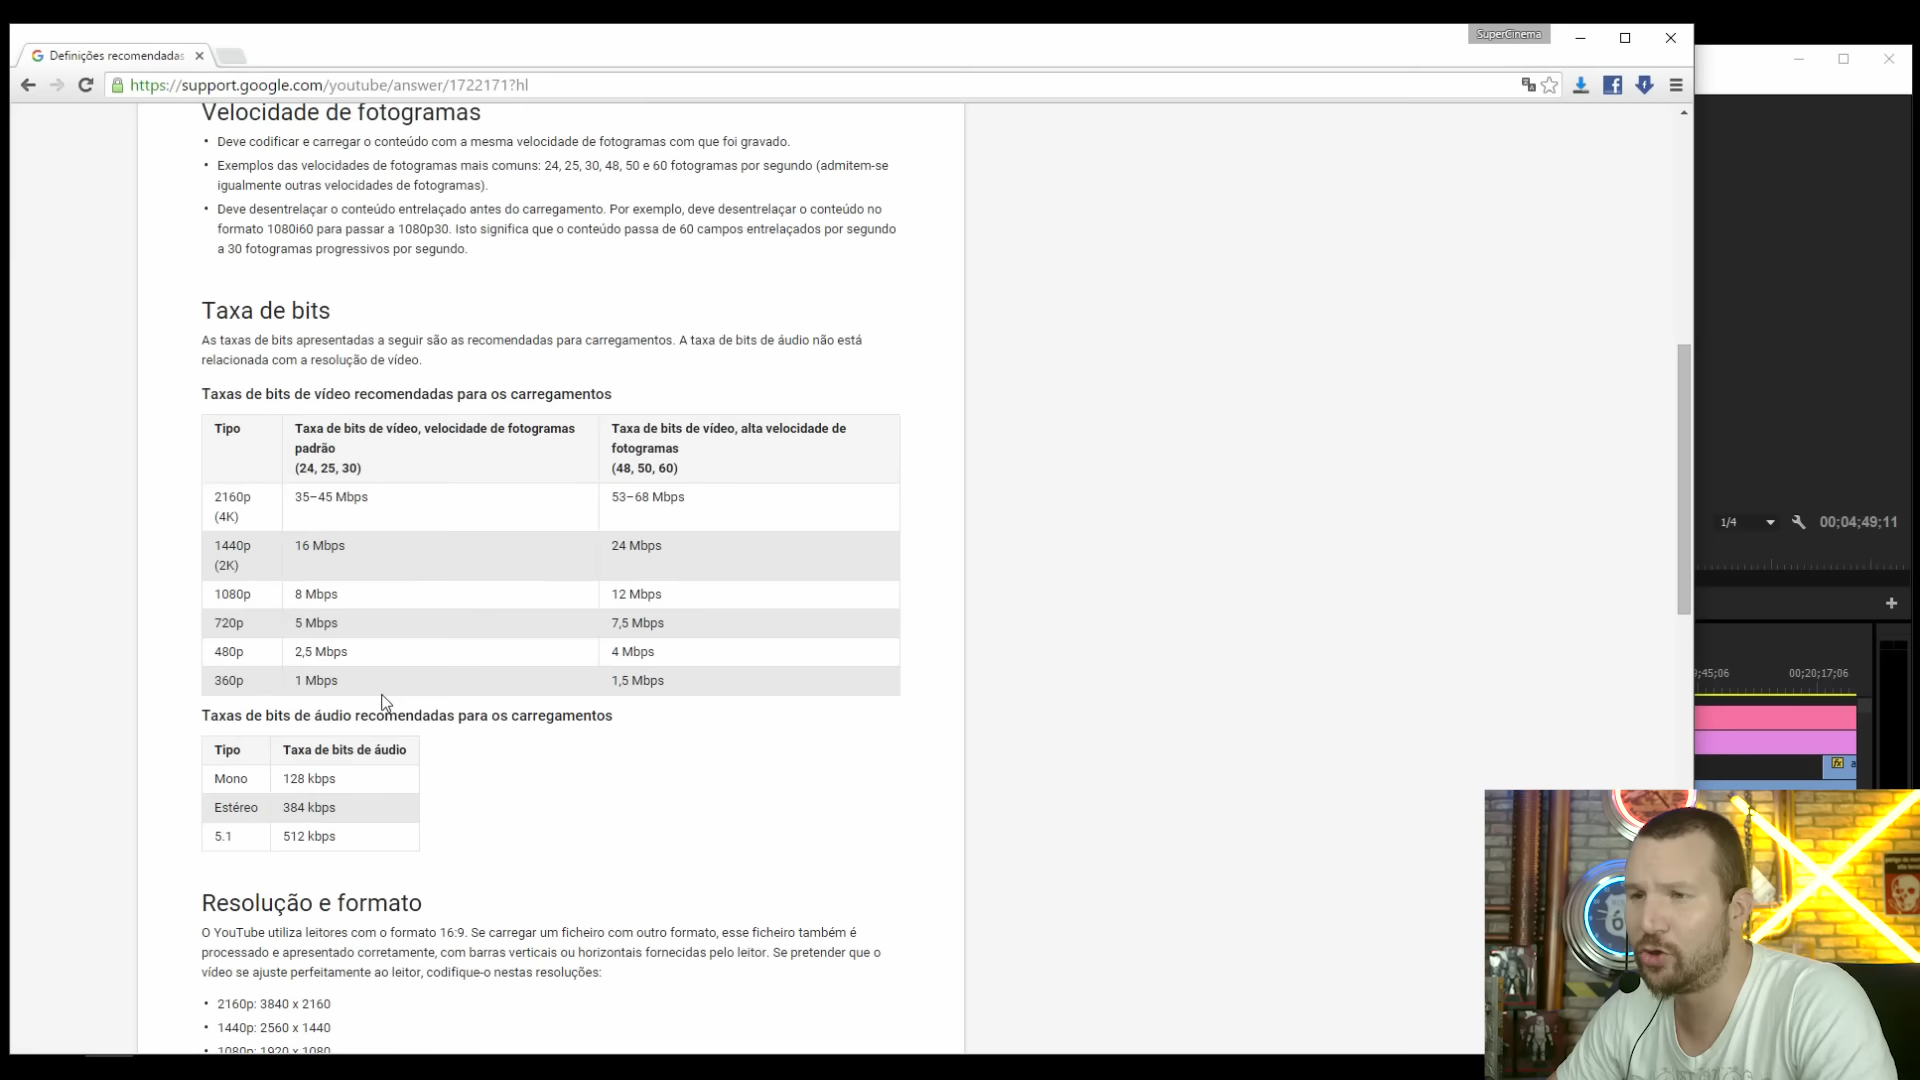 SuperCinema
Definições recomendadas
https://support.google.com/youtube/answer/1722171?hl
Velocidade de fotogramas
• Deve codificar e carregar o conteúdo com a mesma velocidade de fotogramas com que foi gravado.
• Exemplos das velocidades de fotogramas mais comuns: 24, 25, 30, 48, 50 e 60 fotogramas por segundo (admitem-se
igualmente outras velocidades de fotogramas).
• Deve desentrelaçar o conteúdo entrelaçado antes do carregamento. Por exemplo, deve desentrelaçar o conteúdo no
formato 1080i60 para passar a 1080p30. Isto significa que o conteúdo passa de 60 campos entrelaçados por segundo
a 30 fotogramas progressivos por segundo.
Taxa de bits
As taxas de bits apresentadas a seguir são as recomendadas para carregamentos. A taxa de bits de áudio não está
relacionada com a resolução de vídeo.
Taxas de bits de vídeo recomendadas para os carregamentos
Tipo Taxa de bits de vídeo, velocidade de fotogramas Taxa de bits de vídeo, alta velocidade de
padrão fotogramas
(24, 25, 30) (48, 50, 60)
2160p 35–45 Mbps 53–68 Mbps
(4K)
1440p 16 Mbps 24 Mbps
(2K)
1080p 8 Mbps 12 Mbps
720p 5 Mbps 7,5 Mbps
480p 2,5 Mbps 4 Mbps
360p 1 Mbps 1,5 Mbps
Taxas de bits de áudio recomendadas para os carregamentos
Tipo Taxa de bits de áudio
Mono 128 kbps
Estéreo 384 kbps
5.1 512 kbps
Resolução e formato
O YouTube utiliza leitores com o formato 16:9. Se carregar um ficheiro com outro formato, esse ficheiro também é
processado e apresentado corretamente, com barras verticais ou horizontais fornecidas pelo leitor. Se pretender que o
vídeo se ajuste perfeitamente ao leitor, codifique-o nestas resoluções:
• 2160p: 3840 x 2160
• 1440p: 2560 x 1440
• 1080p: 1920 x 1080
1/4 00;04;49;11
;45;06 00;20;17;06
fx a